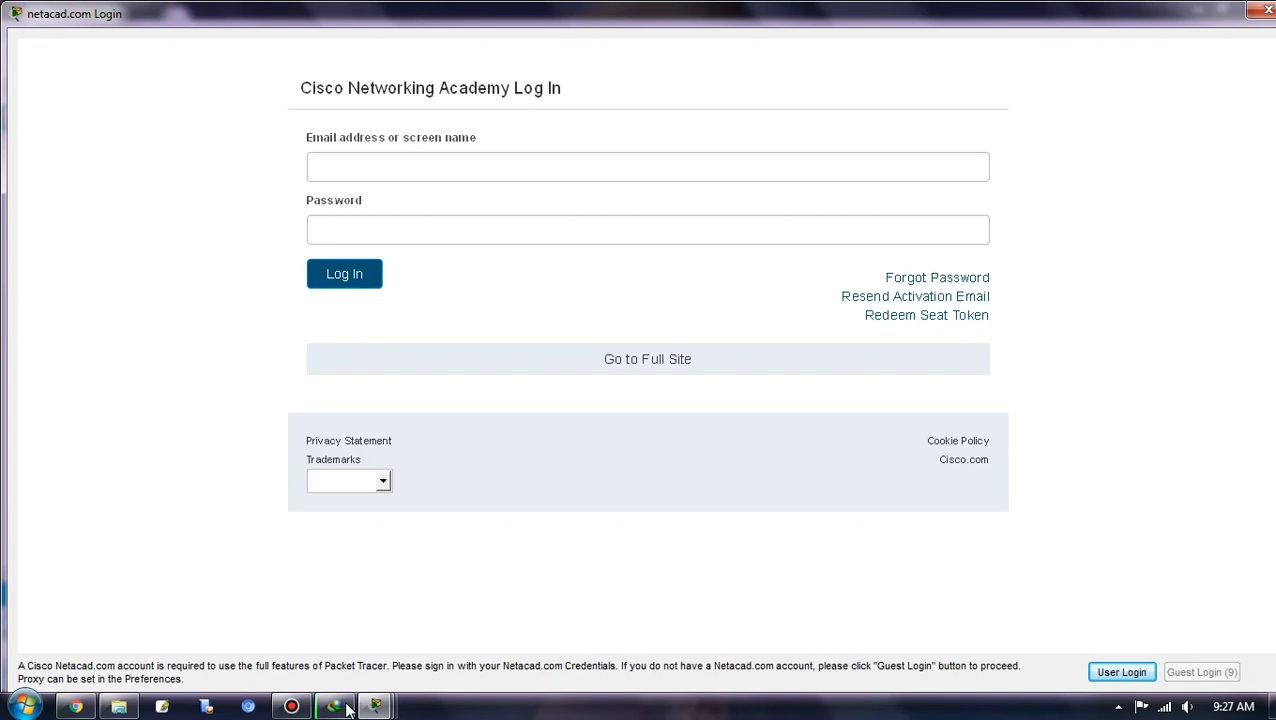 netacad.com Login
Cisco Networking Academy Log In
Email address or screen name
Password
Log In
Forgot Password
Resend Activation Email
Redeem Seat Token
Go to Full Site
Privacy Statement
Cookie Policy
Trademarks
Cisco.com
A Cisco Netacad.com account is required to use the full features of Packet Tracer. Please sign in with your Netacad.com Credentials. If you do not have a Netacad.com account, please click "Guest Login" button to proceed.
Proxy can be set in the Preferences.
User Login
Guest Login (9)
9:27 AM